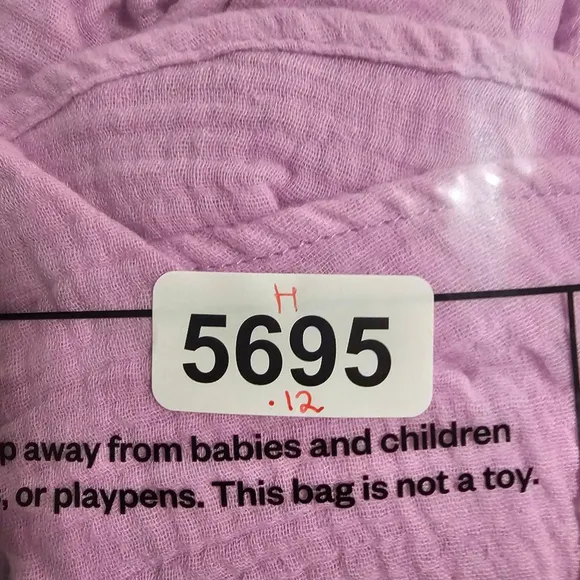 H
5695
.12
p away from babies and children
, or playpens. This bag is not a toy.